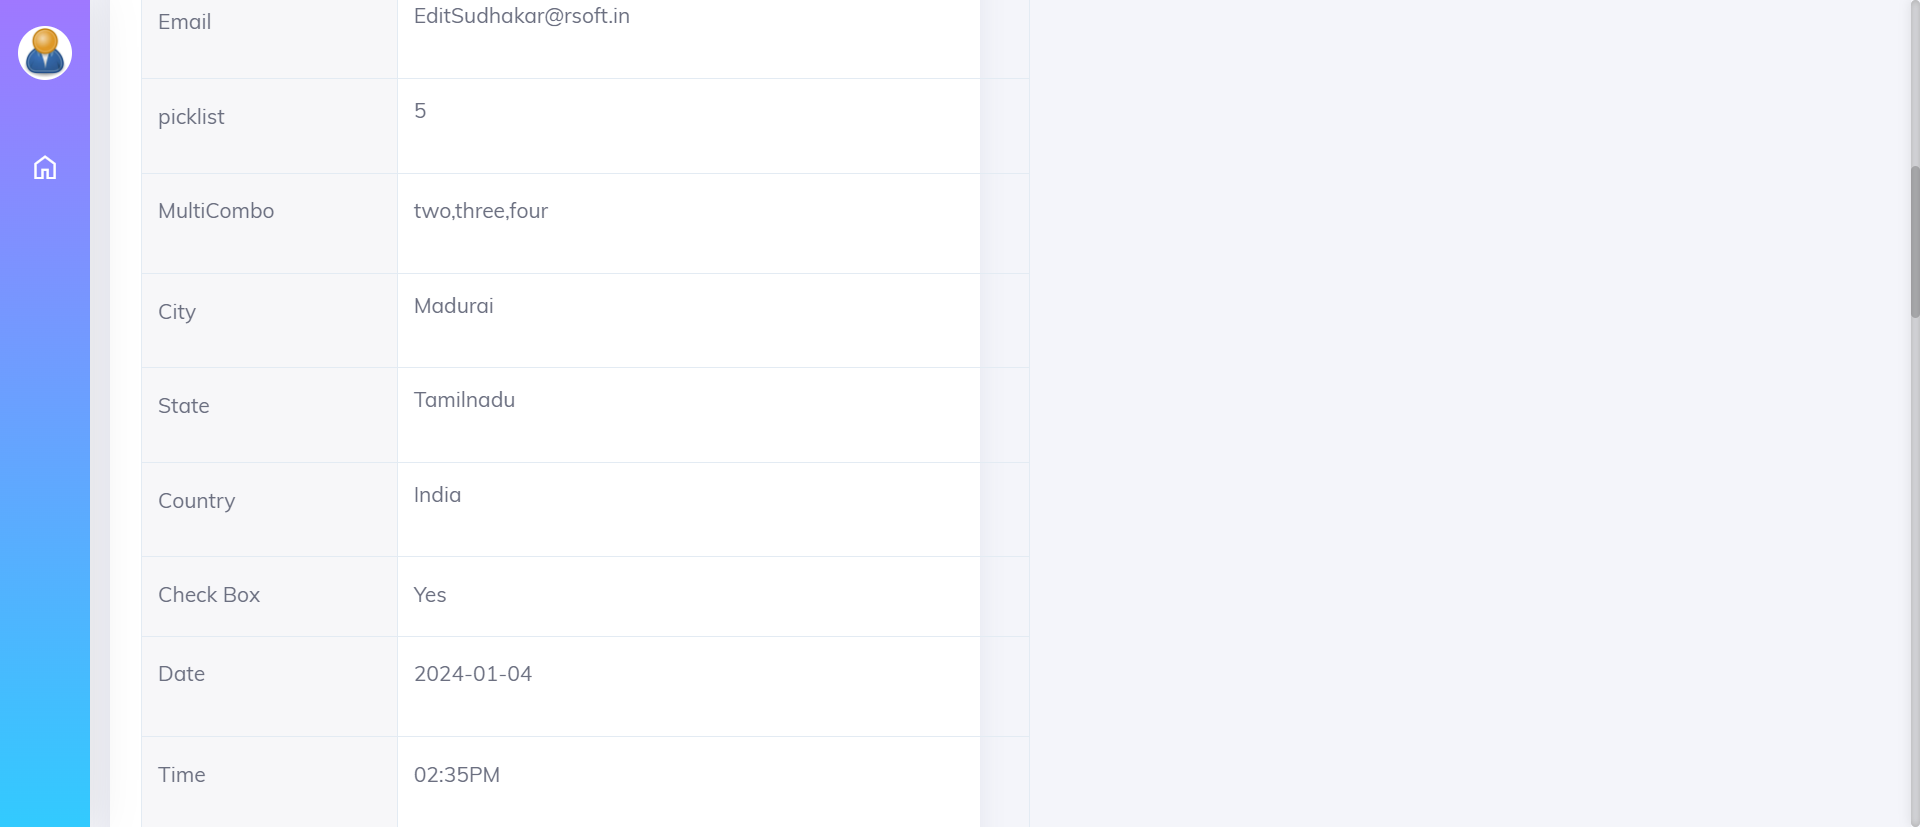 Email EditSudhakar@rsoft.in
picklist 5
MultiCombo two,three,four
City Madurai
State Tamilnadu
Country India
Check Box Yes
Date 2024-01-04
Time 02:35PM